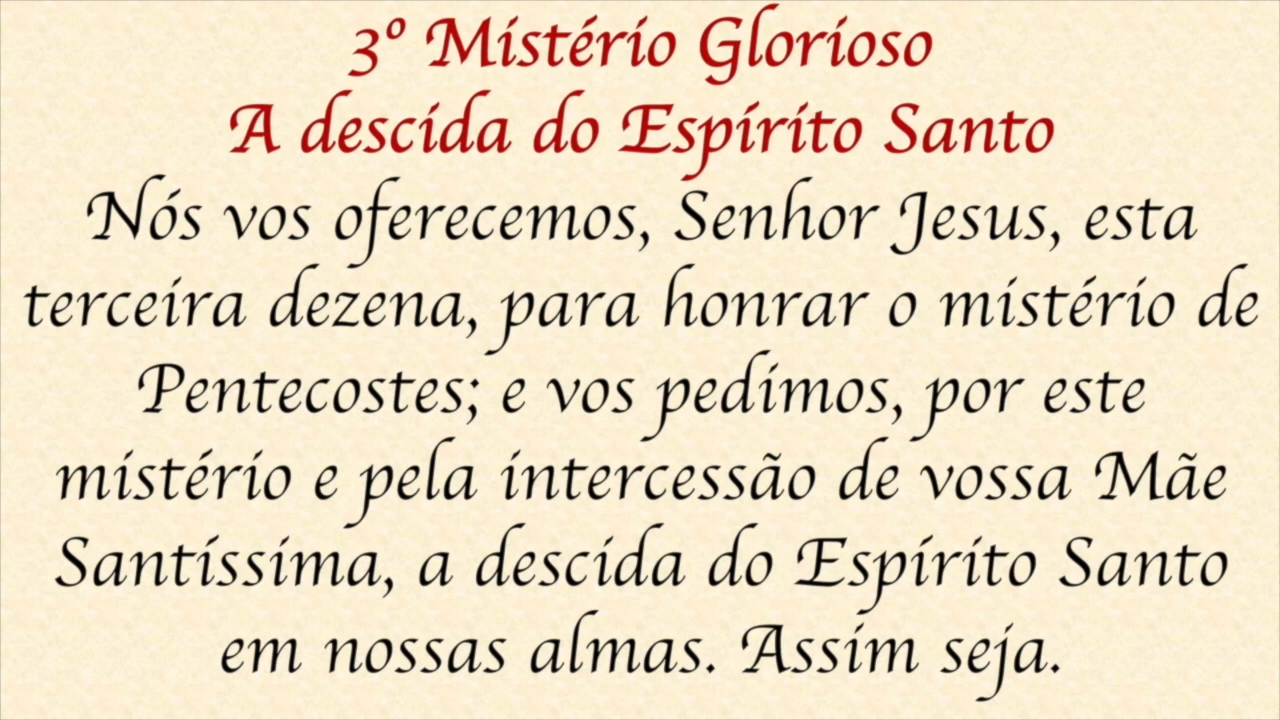 3º Mistério Glorioso
A descida do Espírito Santo
Nós vos oferecemos, Senhor Jesus, esta
terceira dezena, para honrar o mistério de
Pentecostes; e vos pedimos, por este
mistério e pela intercessão de vossa Mãe
Santíssima, a descida do Espírito Santo
em nossas almas. Assim seja.